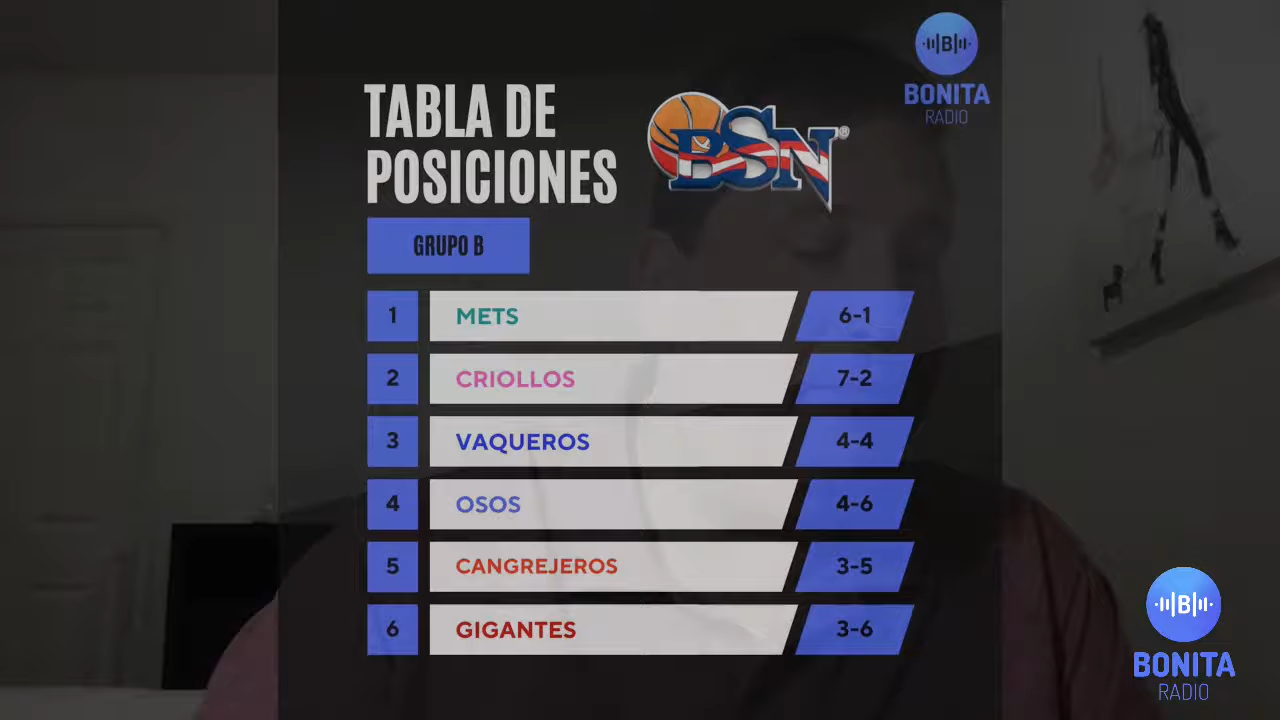 TABLA DE
POSICIONES
BSN®
B
BONITA
RADIO
GRUPO B
1 METS 6-1
2 CRIOLLOS 7-2
3 VAQUEROS 4-4
4 OSOS 4-6
5 CANGREJEROS 3-5
6 GIGANTES 3-6
B
BONITA
RADIO